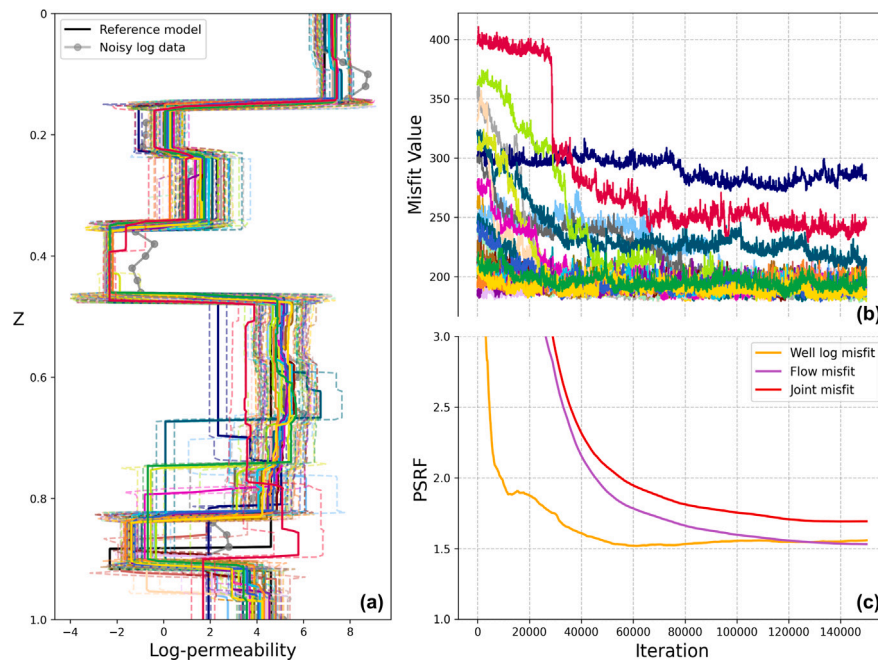 0
0.2
0.4
0.6
0.8
1.0
Z
−4
−2
0
2
4
6
8
Log-permeability
Reference model
Noisy log data
(a)
400
350
300
250
200
Misfit Value
(b)
3.0
2.5
2.0
1.5
1.0
PSRF
Well log misfit
Flow misfit
Joint misfit
(c)
0
20000
40000
60000
80000
100000
120000
140000
Iteration